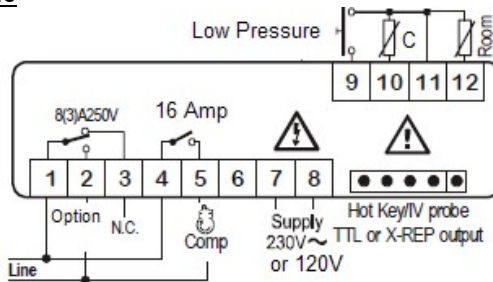 Low Pressure
C
Room
9 10 11 12
8(3)A250V
16 Amp
1 2 3 4 5 6 7 8
Option
N.C.
Comp
Supply
230V~
or 120V
Hot Key/IV probe
TTL or X-REP output
Line